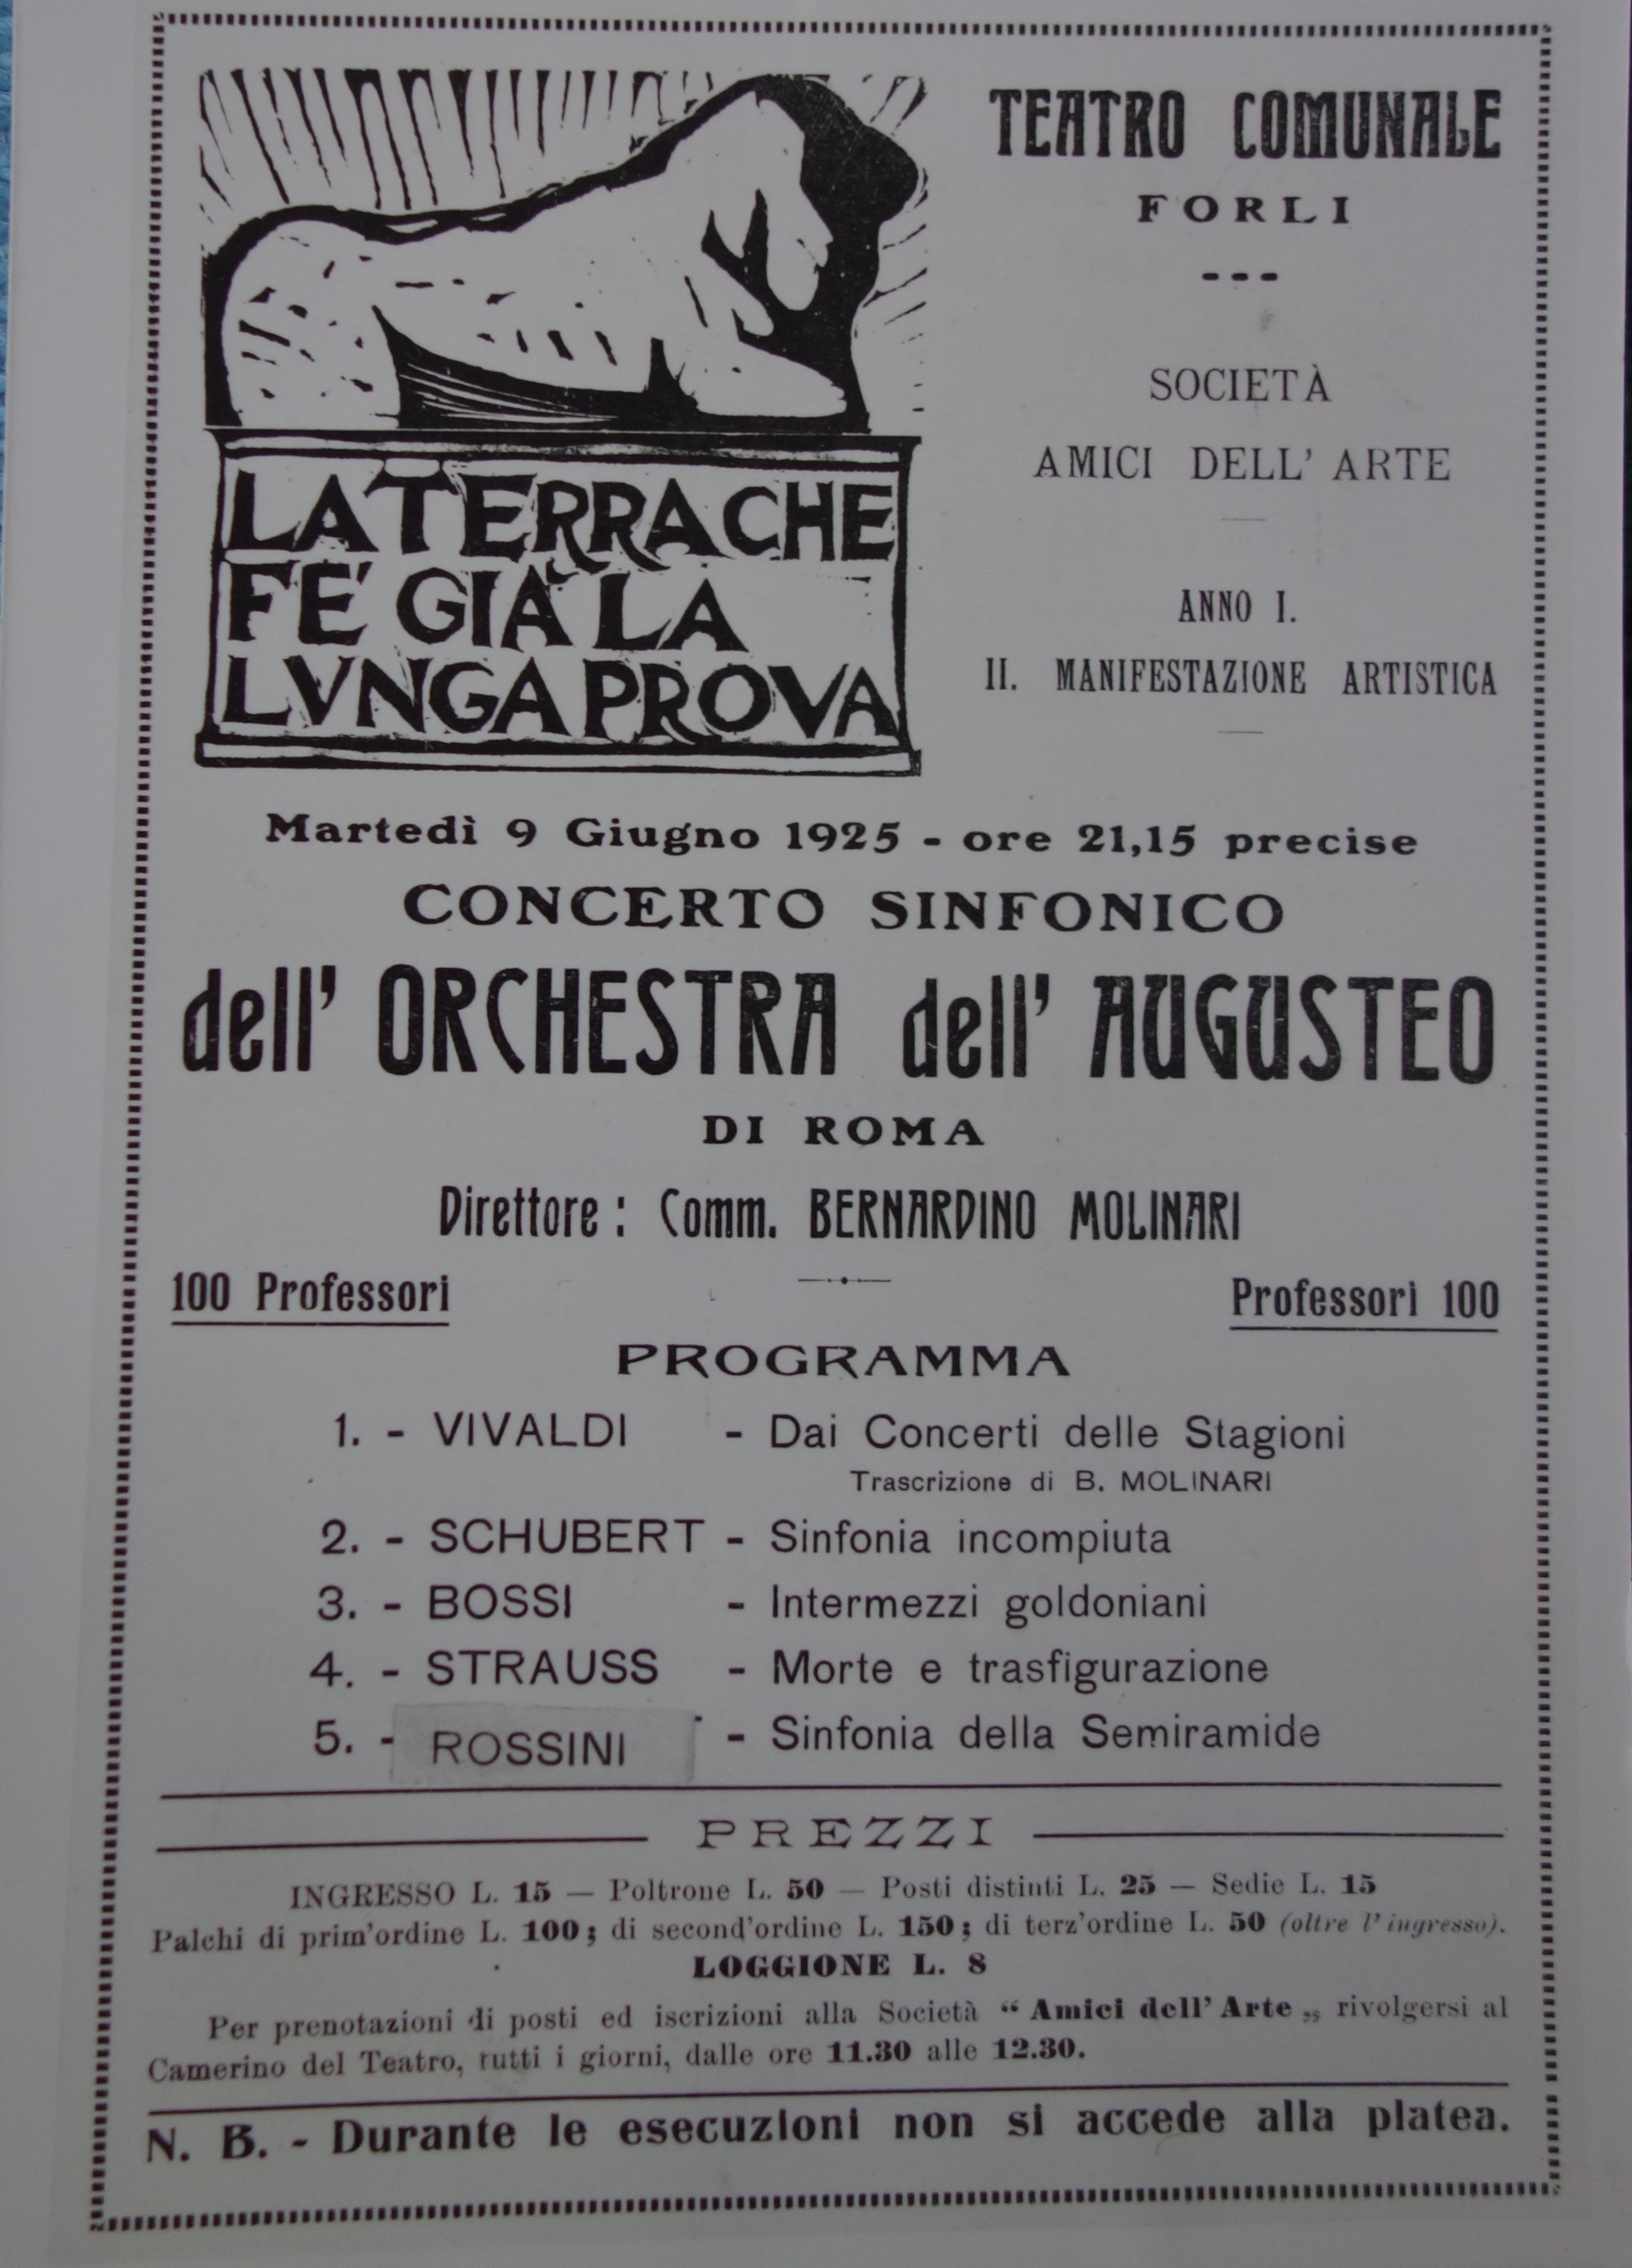 LA TERRA CHE
FE' GIÀ LA
LVNGA PROVA
TEATRO COMUNALE
FORLI
SOCIETÀ
AMICI DELL' ARTE
ANNO I.
II. MANIFESTAZIONE ARTISTICA
Martedì 9 Giugno 1925 - ore 21,15 precise
CONCERTO SINFONICO
dell' ORCHESTRA dell' AUGUSTEO
DI ROMA
Direttore : Comm. BERNARDINO MOLINARI
100 Professori Professori 100
PROGRAMMA
1. - VIVALDI - Dai Concerti delle Stagioni
Trascrizione di B. MOLINARI
2. - SCHUBERT - Sinfonia incompiuta
3. - BOSSI - Intermezzi goldoniani
4. - STRAUSS - Morte e trasfigurazione
5. - ROSSINI - Sinfonia della Semiramide
PREZZI
INGRESSO L. 15 — Poltrone L. 50 — Posti distinti L. 25 — Sedie L. 15
Palchi di prim'ordine L. 100; di second'ordine L. 150; di terz'ordine L. 50 (oltre l'ingresso).
LOGGIONE L. 8
Per prenotazioni di posti ed iscrizioni alla Società “ Amici dell' Arte „ rivolgersi al
Camerino del Teatro, tutti i giorni, dalle ore 11.30 alle 12.30.
N. B. - Durante le esecuzioni non si accede alla platea.